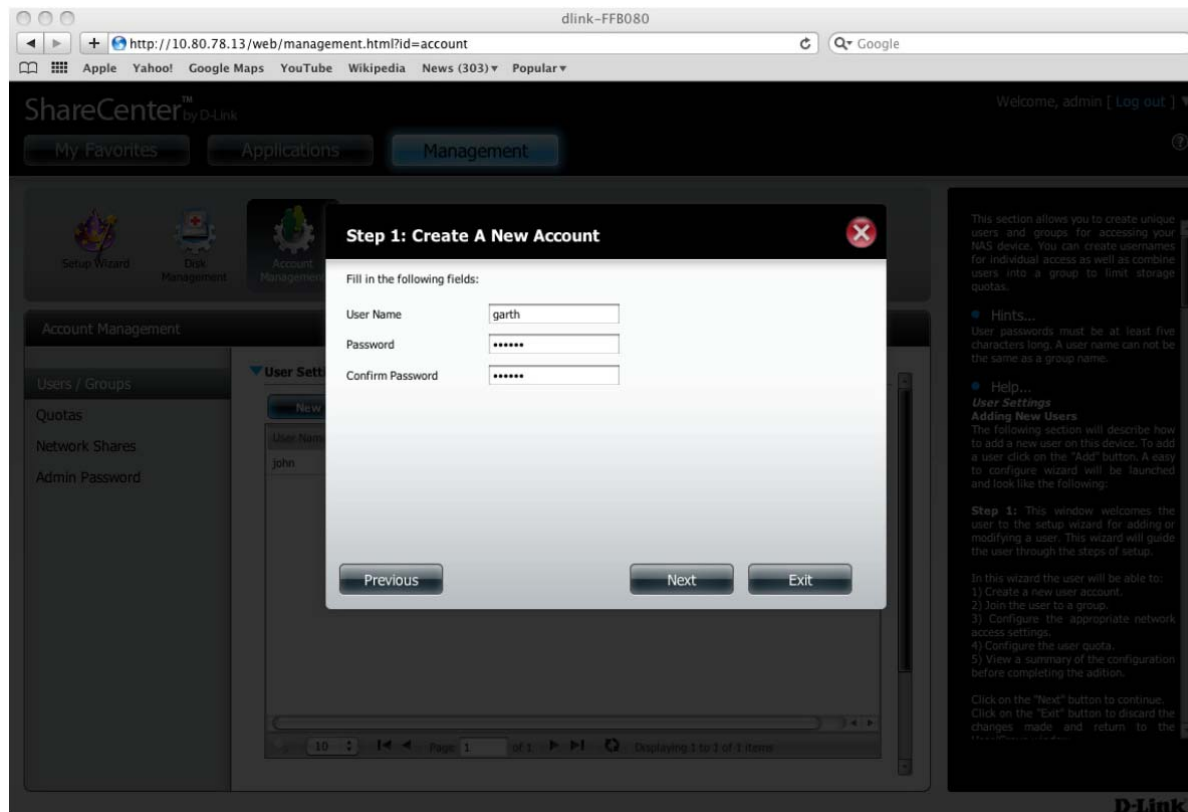 dlink-FFB080
http://10.80.78.13/web/management.html?id=account
Google
Apple Yahoo! Google Maps YouTube Wikipedia News (303)▾ Popular▾
ShareCenter™ by D-Link
Welcome, admin [ Log out ]
My Favorites Applications Management
Setup Wizard
Disk Management
Account Management
Account Management
Users / Groups
Quotas
Network Shares
Admin Password
User Setti
New
User Name
john
Step 1: Create A New Account
Fill in the following fields:
User Name garth
Password ••••••
Confirm Password ••••••
Previous Next Exit
10 Page 1 of 1 Displaying 1 to 1 of 1 items
This section allows you to create unique
users and groups for accessing your
NAS device. You can create usernames
for individual access as well as combine
users into a group to limit storage
quotas.
Hints...
User passwords must be at least five
characters long. A user name can not be
the same as a group name.
Help...
User Settings
Adding New Users
The following section will describe how
to add a new user on this device. To add
a user click on the "Add" button. A easy
to configure wizard will be launched
and look like the following:
Step 1: This window welcomes the
user to the setup wizard for adding or
modifying a user. This wizard will guide
the user through the steps of setup.
In this wizard the user will be able to:
1) Create a new user account.
2) Join the user to a group.
3) Configure the appropriate network
access settings.
4) Configure the user quota.
5) View a summary of the configuration
before completing the adition.
Click on the "Next" button to continue.
Click on the "Exit" button to discard the
changes made and return to the
D-Link